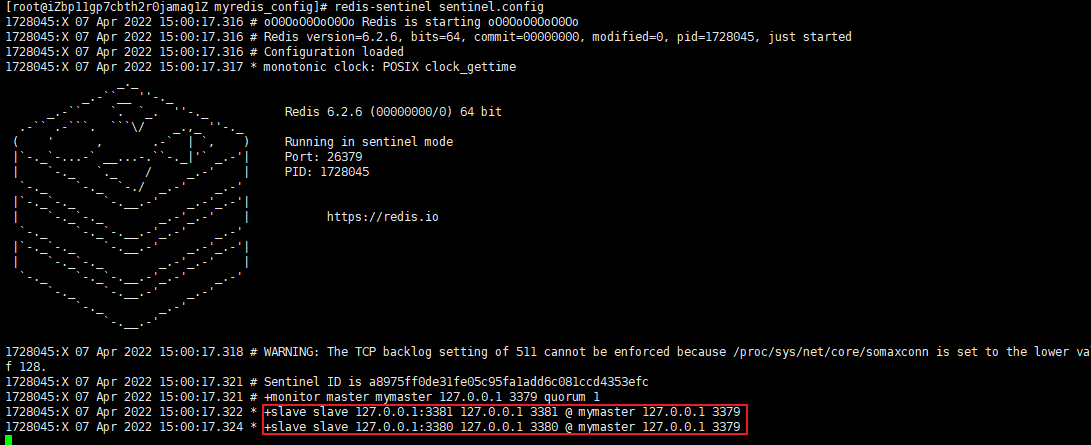 [root@iZbp11gp7cbth2r0jamag1Z myredis_config]# redis-sentinel sentinel.config
1728045:X 07 Apr 2022 15:00:17.316 # oO0OoO0OoO0Oo Redis is starting oO0OoO0OoO0Oo
1728045:X 07 Apr 2022 15:00:17.316 # Redis version=6.2.6, bits=64, commit=00000000, modified=0, pid=1728045, just started
1728045:X 07 Apr 2022 15:00:17.316 # Configuration loaded
1728045:X 07 Apr 2022 15:00:17.317 * monotonic clock: POSIX clock_gettime
Redis 6.2.6 (00000000/0) 64 bit
Running in sentinel mode
Port: 26379
PID: 1728045
https://redis.io
1728045:X 07 Apr 2022 15:00:17.318 # WARNING: The TCP backlog setting of 511 cannot be enforced because /proc/sys/net/core/somaxconn is set to the lower va
f 128.
1728045:X 07 Apr 2022 15:00:17.321 # Sentinel ID is a8975ff0de31fe05c95fa1add6c081ccd4353efc
1728045:X 07 Apr 2022 15:00:17.321 # +monitor master mymaster 127.0.0.1 3379 quorum 1
1728045:X 07 Apr 2022 15:00:17.322 * +slave slave 127.0.0.1:3381 127.0.0.1 3381 @ mymaster 127.0.0.1 3379
1728045:X 07 Apr 2022 15:00:17.324 * +slave slave 127.0.0.1:3380 127.0.0.1 3380 @ mymaster 127.0.0.1 3379